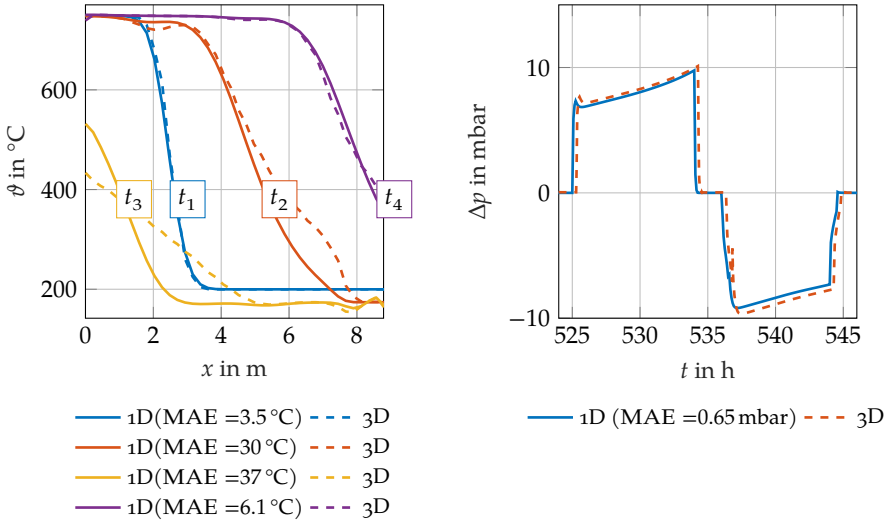 800
600
400
200
0 2 4 6 8
ϑ in °C
x in m
t₃ t₁ t₂ t₄
1D(MAE =3.5 °C) 3D
1D(MAE =30 °C) 3D
1D(MAE =37 °C) 3D
1D(MAE =6.1 °C) 3D
10
0
−10
525 530 535 540 545
Δp in mbar
t in h
1D (MAE =0.65 mbar) 3D